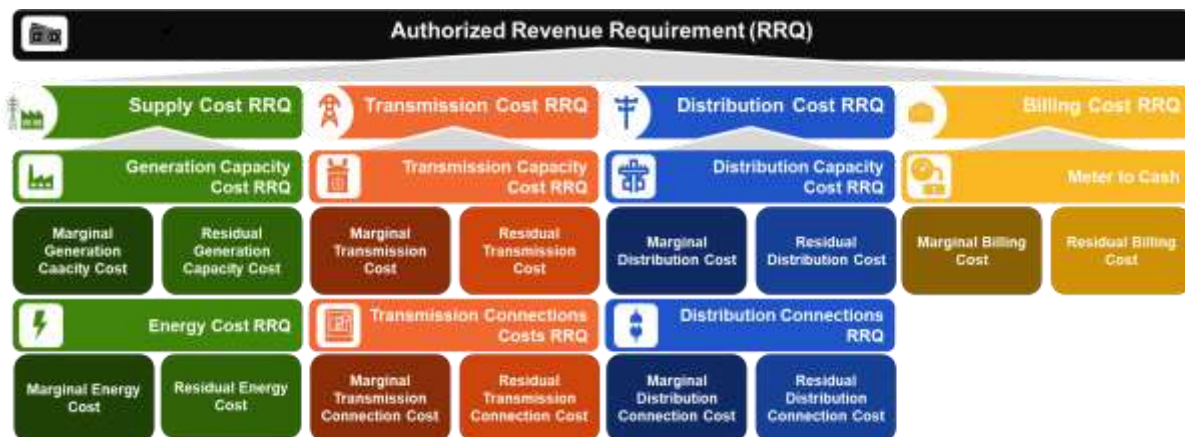 Authorized Revenue Requirement (RRQ)
Supply Cost RRQ
Transmission Cost RRQ
Distribution Cost RRQ
Billing Cost RRQ
Generation Capacity
Cost RRQ
Transmission Capacity
Cost RRQ
Distribution Capacity
Cost RRQ
Meter to Cash
Marginal
Generation
Caacity Cost
Residual
Generation
Capacity Cost
Marginal
Transmission
Cost
Residual
Transmission
Cost
Marginal
Distribution Cost
Residual
Distribution Cost
Marginal Billing
Cost
Residual Billing
Cost
Energy Cost RRQ
Transmission Connections
Costs RRQ
Distribution Connections
RRQ
Marginal Energy
Cost
Residual Energy
Cost
Marginal
Transmission
Connection Cost
Residual
Transmission
Connection Cost
Marginal
Distribution
Connection Cost
Residual
Distribution
Connection Cost